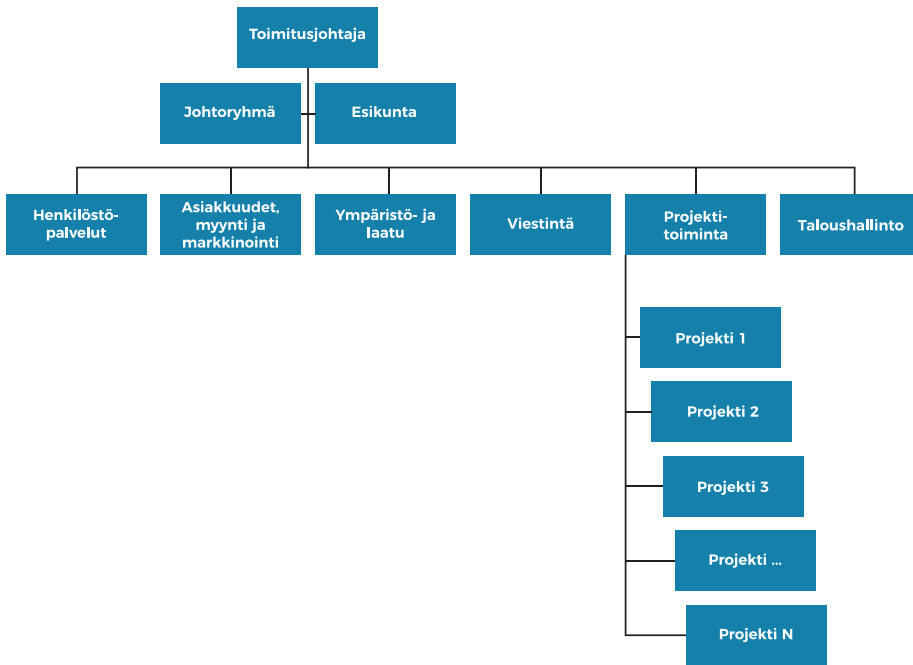 Toimitusjohtaja
Johtoryhmä
Esikunta
Henkilöstö-
palvelut
Asiakkuudet,
myynti ja
markkinointi
Ympäristö- ja
laatu
Viestintä
Projekti-
toiminta
Taloushallinto
Projekti 1
Projekti 2
Projekti 3
Projekti ...
Projekti N